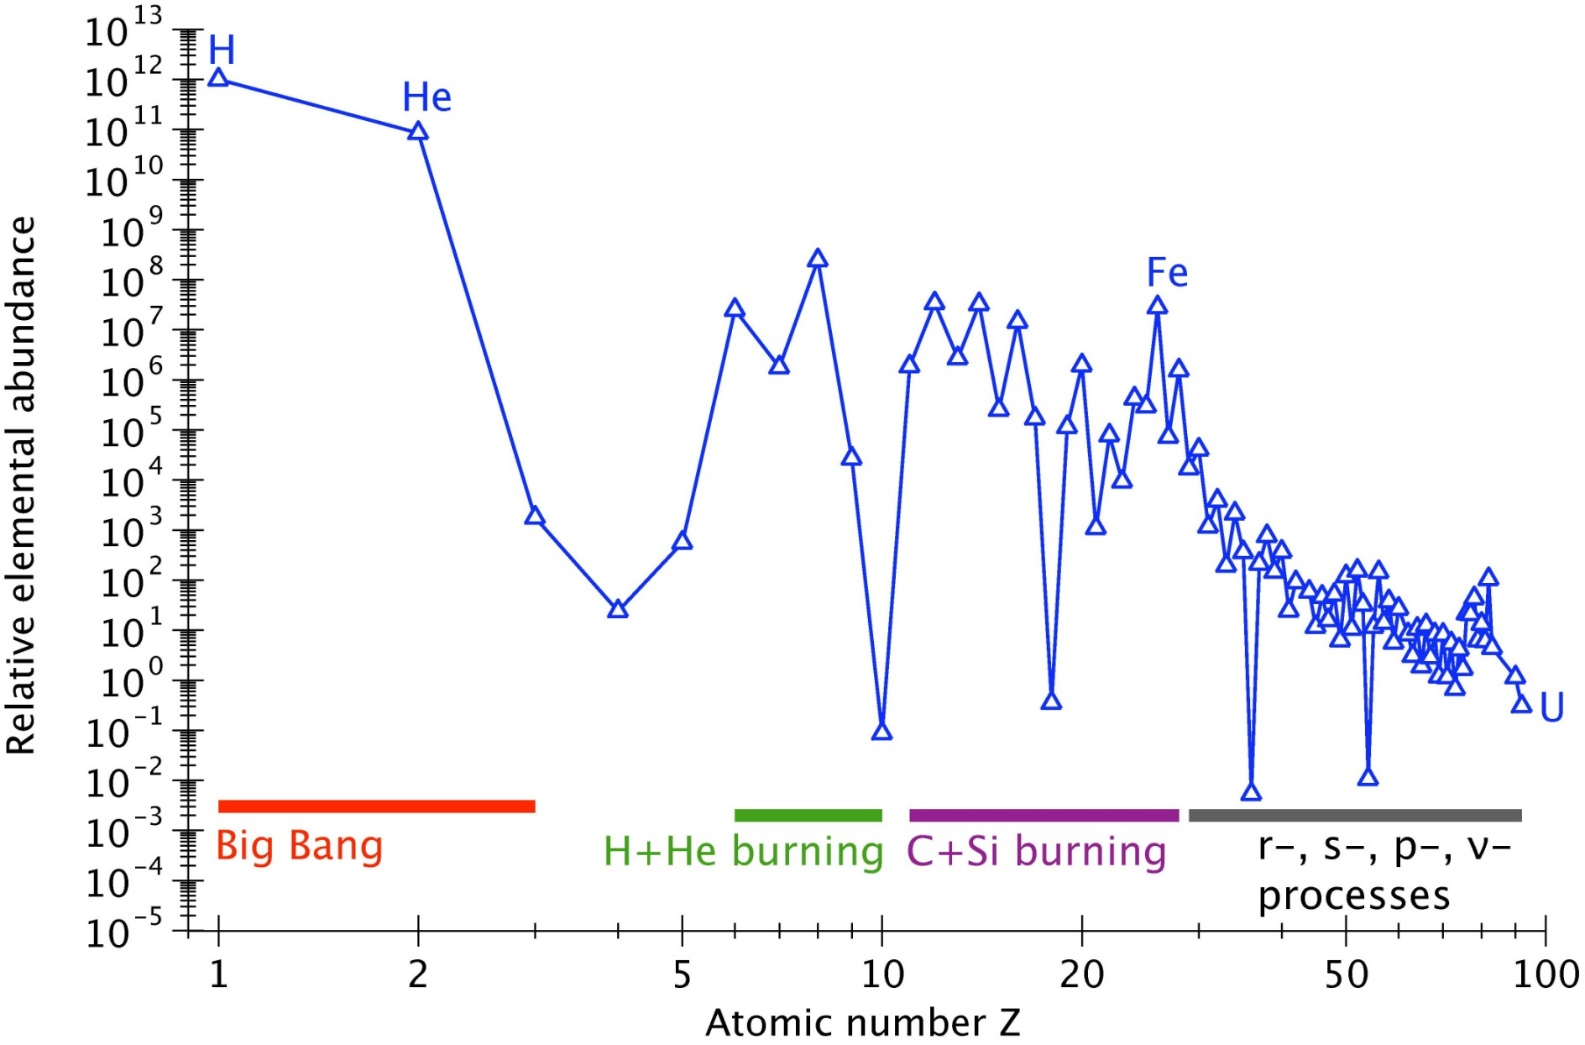 Relative elemental abundance
10^13
10^12
10^11
10^10
10^9
10^8
10^7
10^6
10^5
10^4
10^3
10^2
10^1
10^0
10^-1
10^-2
10^-3
10^-4
10^-5
H
He
Fe
U
Big Bang
H+He burning
C+Si burning
r-, s-, p-, ν-
processes
1 2 5 10 20 50 100
Atomic number Z